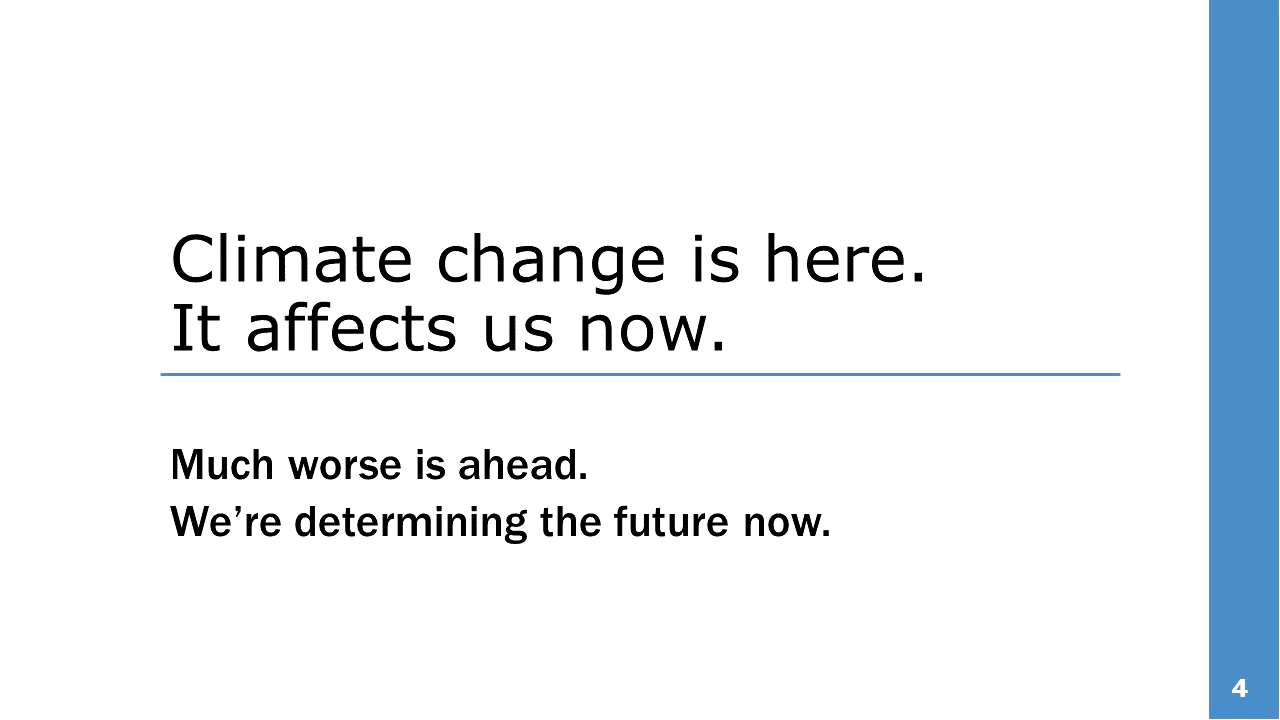 Climate change is here.
It affects us now.
Much worse is ahead.
We’re determining the future now.
4